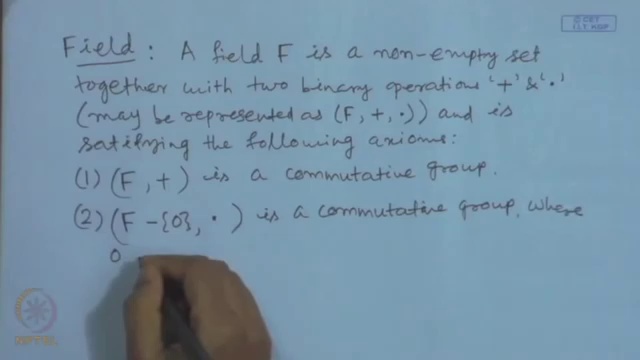 © CET
I.I.T. KGP
Field : A field F is a non-empty set
together with two binary operations '+' & '·'
(may be represented as (F, +, ·)) and is
satisfying the following axioms:
(1) (F, +) is a commutative group.
(2) (F - {0}, ·) is a commutative group, where
0
NPTEL